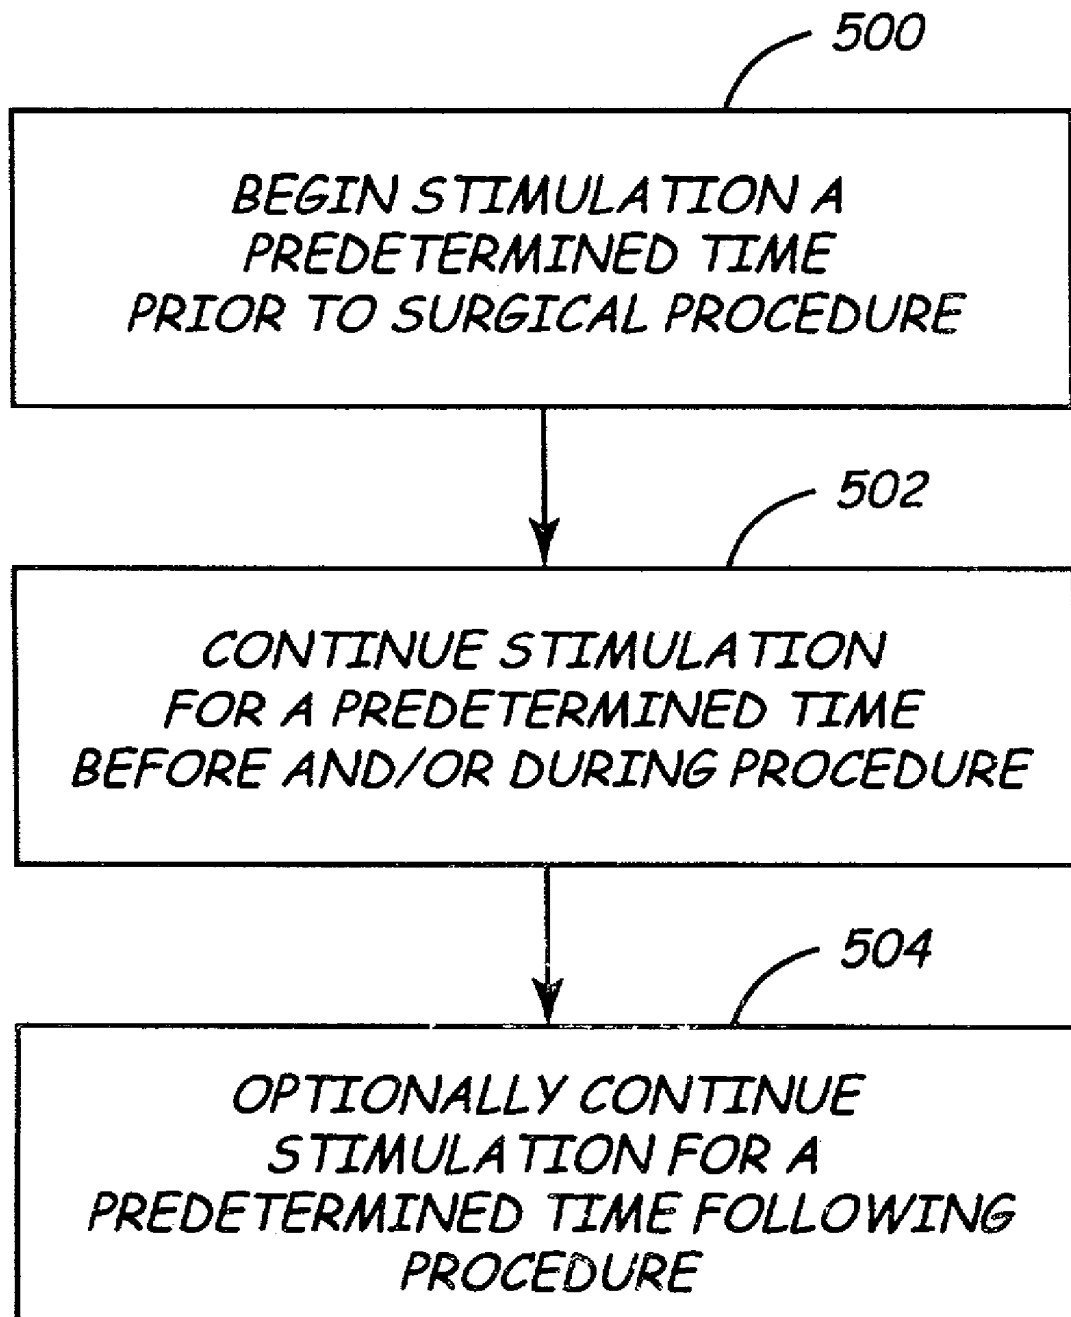 500
BEGIN STIMULATION A
PREDETERMINED TIME
PRIOR TO SURGICAL PROCEDURE
502
CONTINUE STIMULATION
FOR A PREDETERMINED TIME
BEFORE AND/OR DURING PROCEDURE
504
OPTIONALLY CONTINUE
STIMULATION FOR A
PREDETERMINED TIME FOLLOWING
PROCEDURE